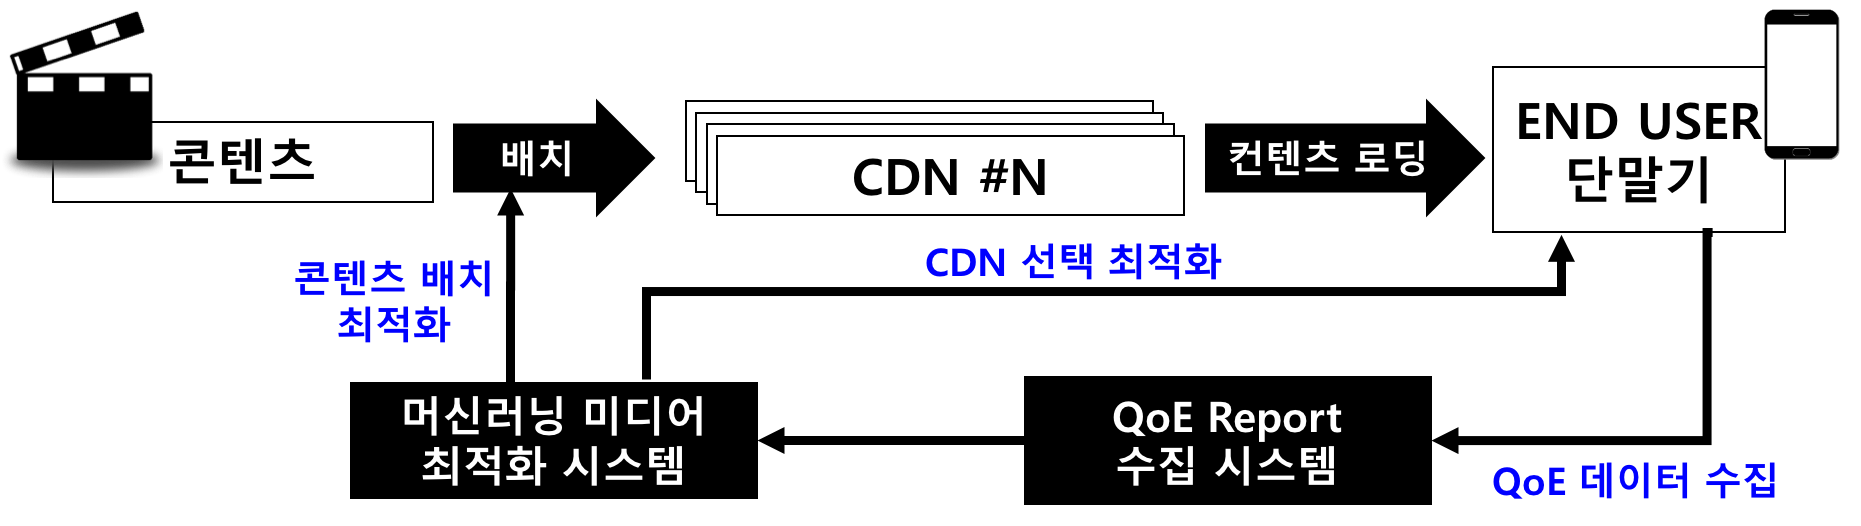 콘텐츠
배치
CDN #N
컨텐츠 로딩
END USER
단말기
콘텐츠 배치
최적화
CDN 선택 최적화
머신러닝 미디어
최적화 시스템
QoE Report
수집 시스템
QoE 데이터 수집